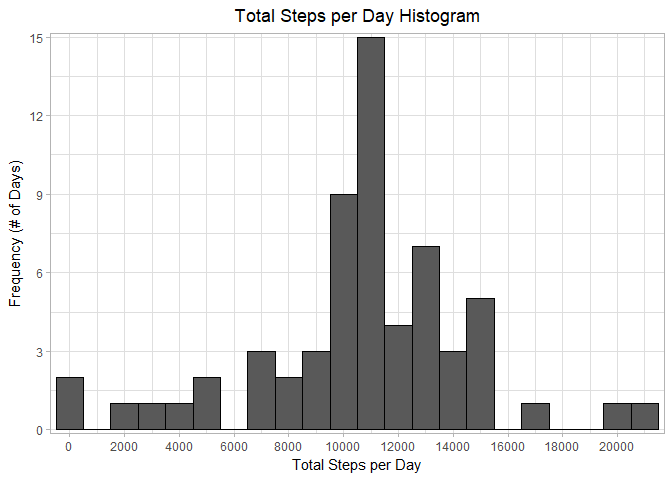 Total Steps per Day Histogram
15
12
9
6
3
0
Frequency (# of Days)
0 2000 4000 6000 8000 10000 12000 14000 16000 18000 20000
Total Steps per Day